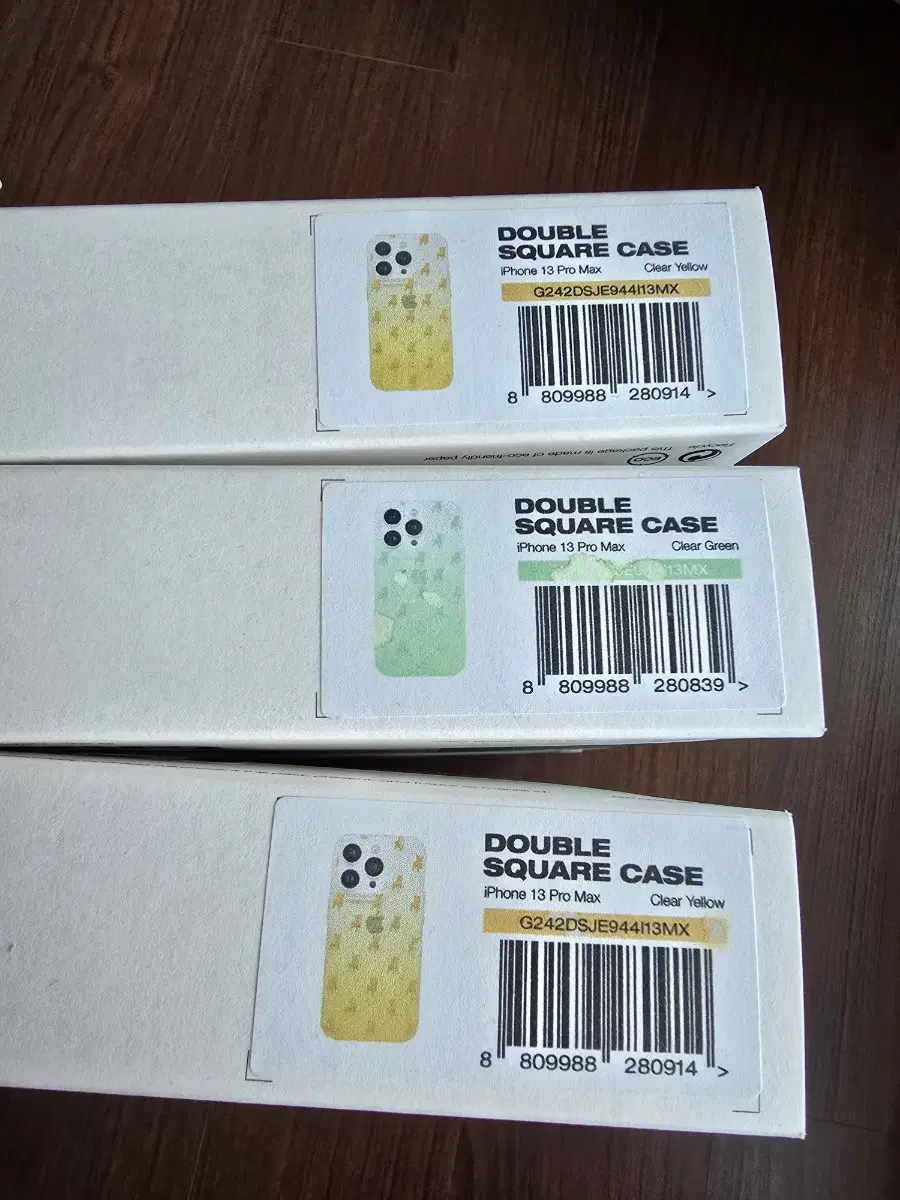 DOUBLE
SQUARE CASE
iPhone 13 Pro Max Clear Yellow
G242DSJE944I13MX
8 809988 280914 >
Recycle
This package is made of eco-friendly paper
eco
DOUBLE
SQUARE CASE
iPhone 13 Pro Max Clear Green
8 809988 280839 >
DOUBLE
SQUARE CASE
iPhone 13 Pro Max Clear Yellow
G242DSJE944I13MX
8 809988 280914 >